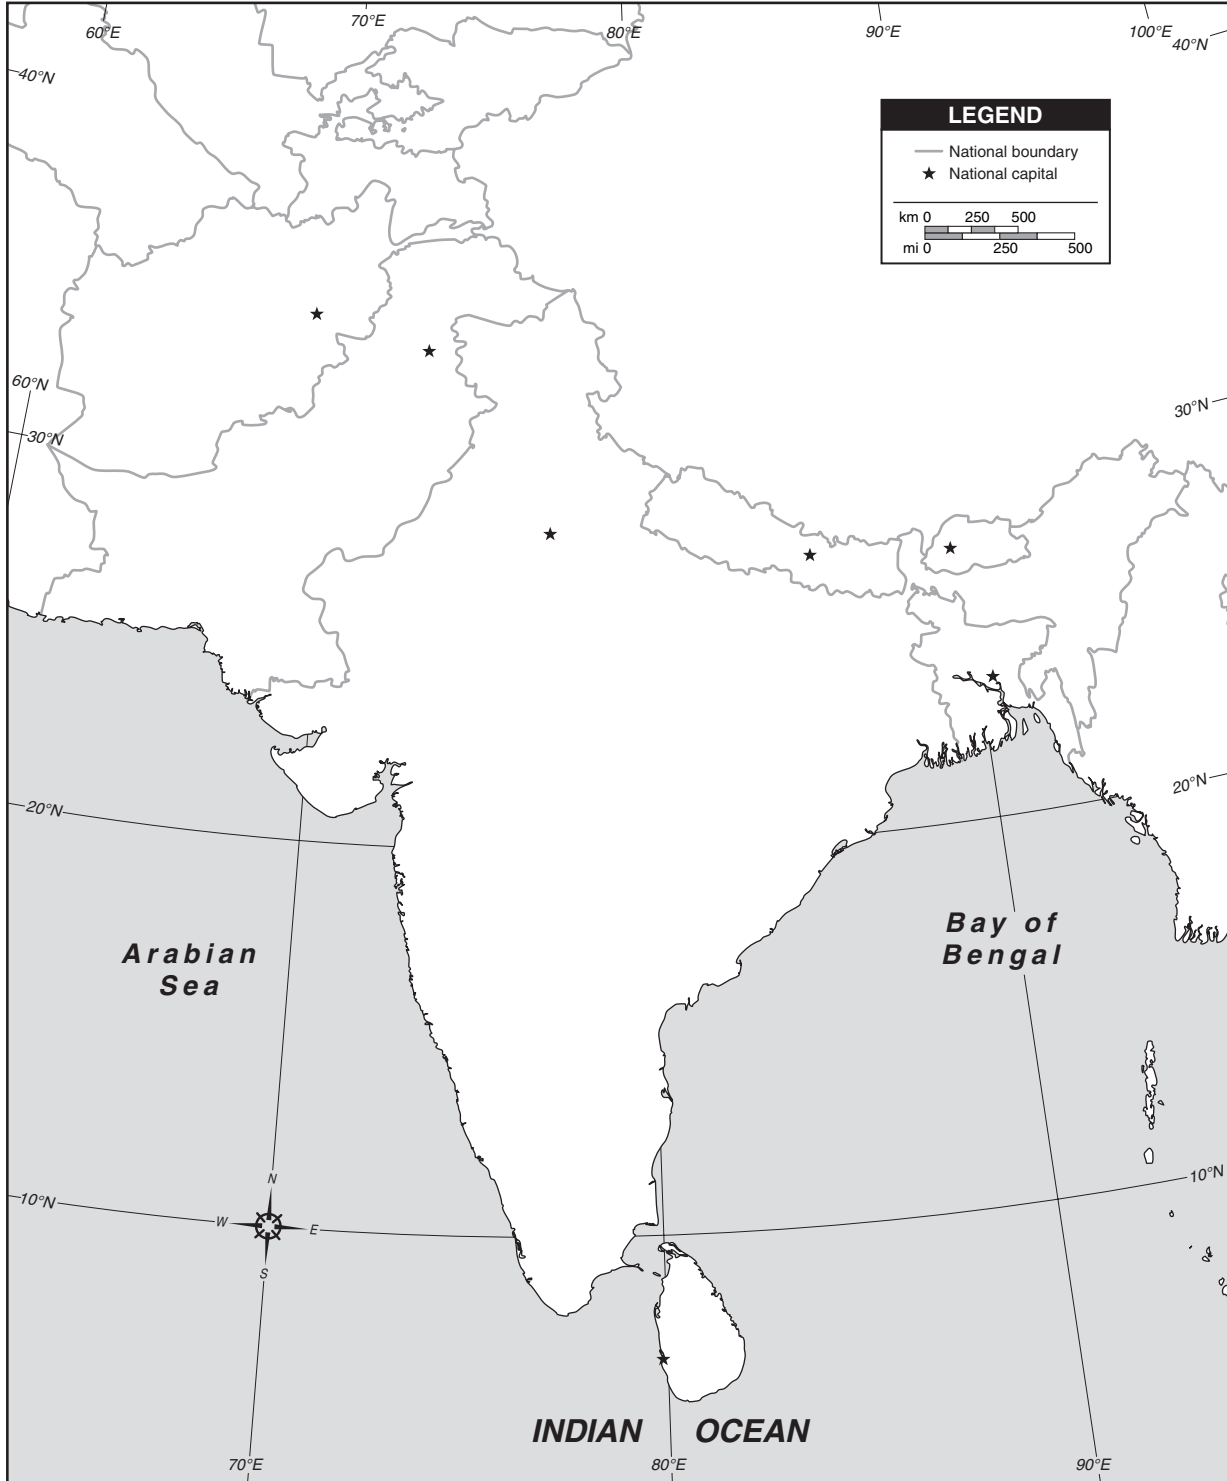 60°E
70°E
80°E
90°E
100°E
40°N
40°N
LEGEND
National boundary
National capital
km 0 250 500
mi 0 250 500
60°N
30°N
30°N
20°N
20°N
Arabian
Sea
Bay of
Bengal
10°N
10°N
N
W
E
S
INDIAN OCEAN
70°E
80°E
90°E